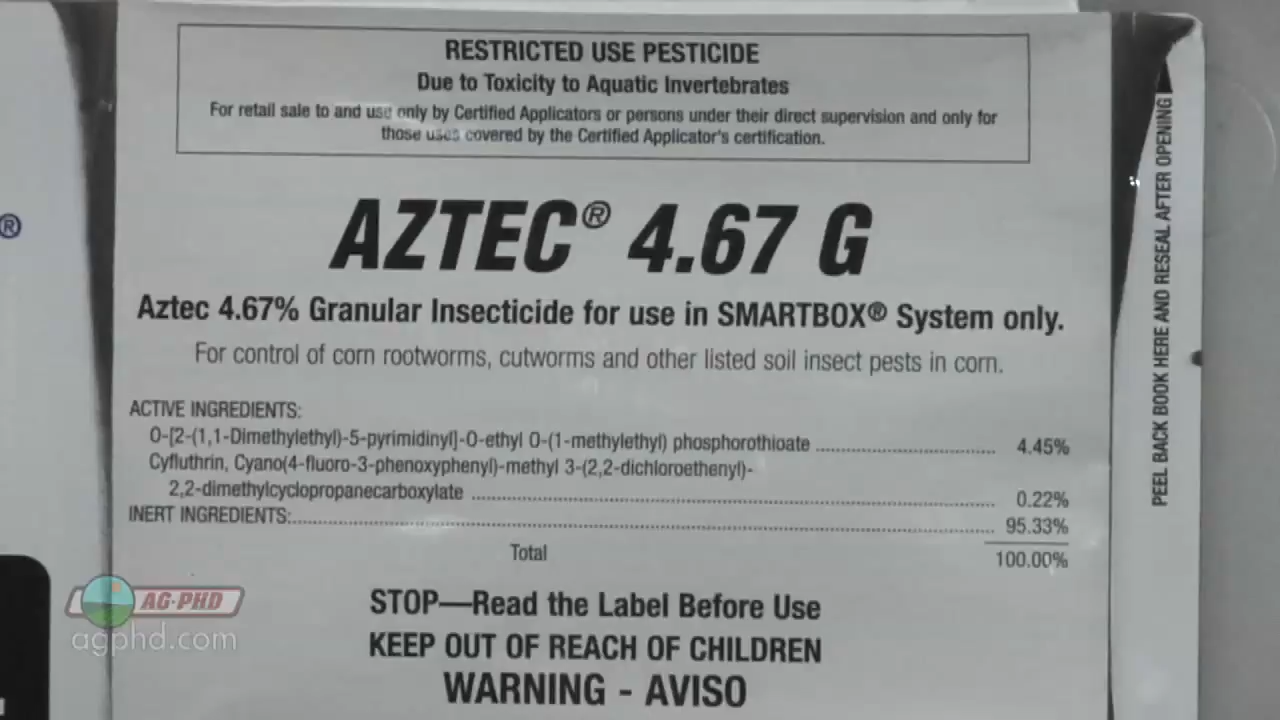 RESTRICTED USE PESTICIDE
Due to Toxicity to Aquatic Invertebrates
For retail sale to and use only by Certified Applicators or persons under their direct supervision and only for
those uses covered by the Certified Applicator's certification.
AZTEC® 4.67 G
Aztec 4.67% Granular Insecticide for use in SMARTBOX® System only.
For control of corn rootworms, cutworms and other listed soil insect pests in corn.
ACTIVE INGREDIENTS:
O-[2-(1,1-Dimethylethyl)-5-pyrimidinyl]-O-ethyl O-(1-methylethyl) phosphorothioate ........ 4.45%
Cyfluthrin, Cyano(4-fluoro-3-phenoxyphenyl)-methyl 3-(2,2-dichloroethenyl)-
2,2-dimethylcyclopropanecarboxylate ........ 0.22%
INERT INGREDIENTS:........ 95.33%
Total 100.00%
STOP—Read the Label Before Use
KEEP OUT OF REACH OF CHILDREN
WARNING - AVISO
PEEL BACK BOOK HERE AND RESEAL AFTER OPENING
®
AG·PHD
agphd.com